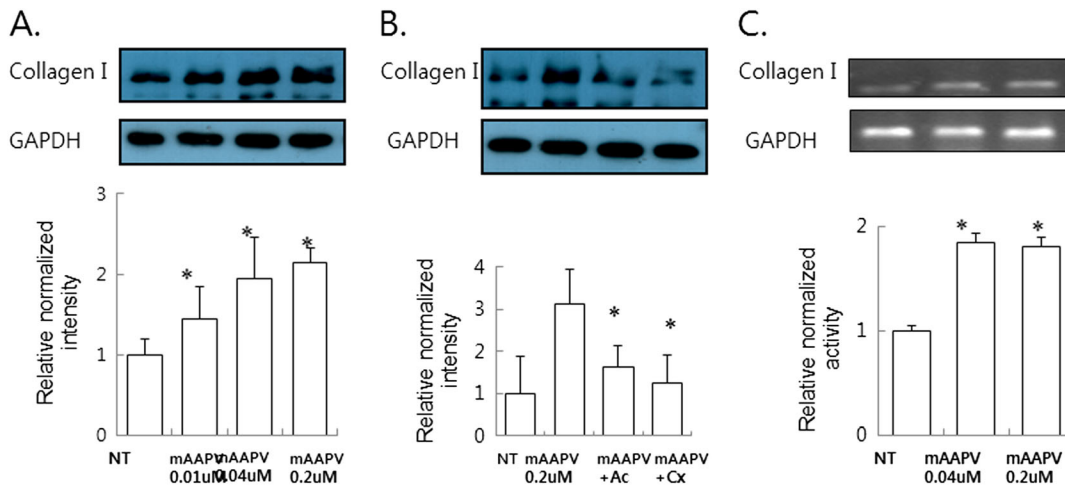 A.
Collagen I
GAPDH
Relative normalized
intensity
3
2
1
0
*
*
*
NT
mAAPV
0.01uM
mAAPV
0.04uM
mAAPV
0.2uM
B.
Collagen I
GAPDH
Relative normalized
intensity
4
3
2
1
0
*
*
NT
mAAPV
0.2uM
mAAPV
+Ac
mAAPV
+Cx
C.
Collagen I
GAPDH
Relative normalized
activity
2
1
0
*
*
NT
mAAPV
0.04uM
mAAPV
0.2uM